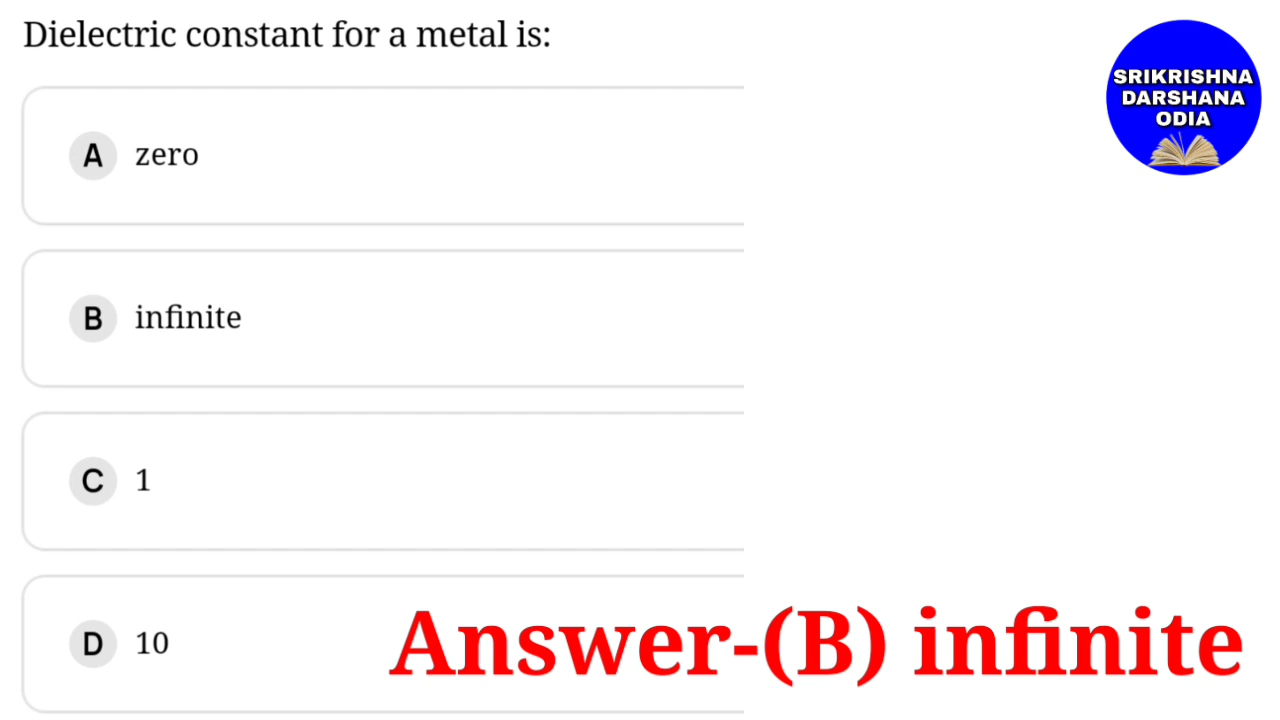 Dielectric constant for a metal is:
SRIKRISHNA
DARSHANA
ODIA
A zero
B infinite
C 1
D 10
Answer-(B) infinite